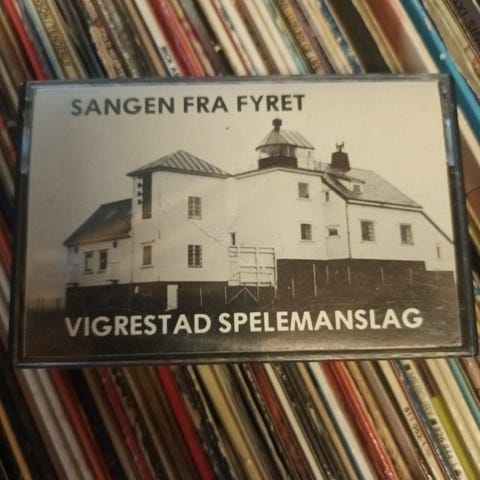 SANGEN FRA FYRET
VIGRESTAD SPELEMANSLAG